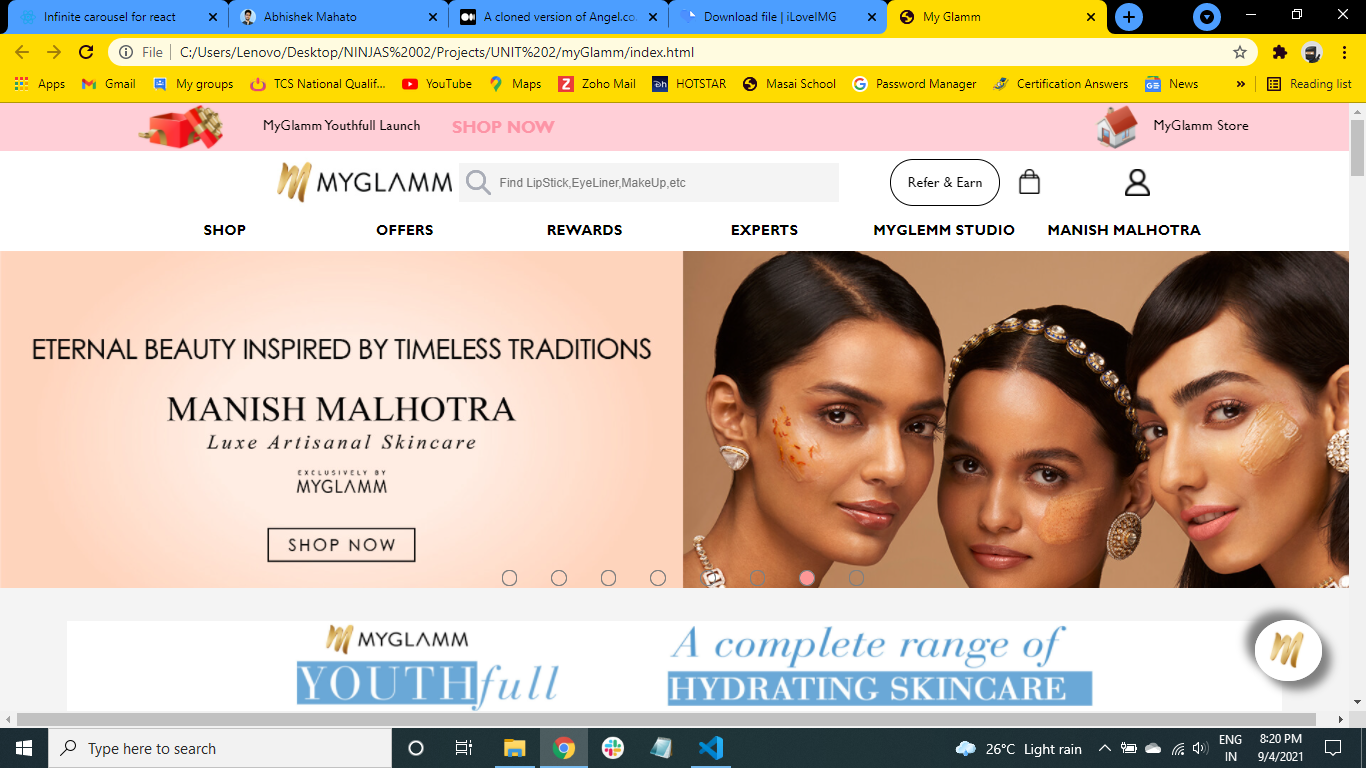 Infinite carousel for react
Abhishek Mahato
A cloned version of Angel.co
Download file | iLoveIMG
My Glamm
File
C:/Users/Lenovo/Desktop/NINJAS%2002/Projects/UNIT%202/myGlamm/index.html
Apps
Gmail
My groups
TCS National Qualif...
YouTube
Maps
Zoho Mail
HOTSTAR
Masai School
Password Manager
Certification Answers
News
»
Reading list
MyGlamm Youthfull Launch
SHOP NOW
MyGlamm Store
MYGLAMM
Find LipStick,EyeLiner,MakeUp,etc
Refer & Earn
SHOP
OFFERS
REWARDS
EXPERTS
MYGLEMM STUDIO
MANISH MALHOTRA
ETERNAL BEAUTY INSPIRED BY TIMELESS TRADITIONS
MANISH MALHOTRA
Luxe Artisanal Skincare
EXCLUSIVELY BY
MYGLAMM
SHOP NOW
MYGLAMM
YOUTHfull
A complete range of
HYDRATING SKINCARE
Type here to search
26°C Light rain
ENG
IN
8:20 PM
9/4/2021